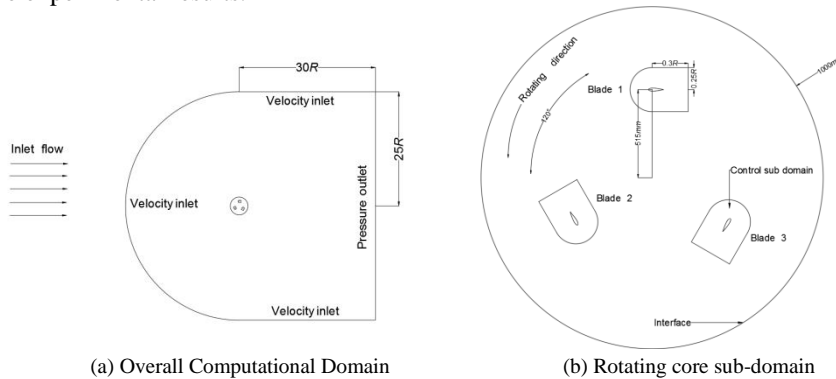 30R
Velocity inlet
Inlet flow
25R
Velocity inlet
Pressure outlet
Velocity inlet
(a) Overall Computational Domain
Rotating direction
0.3R
0.25R
1000m
Blade 1
120°
515mm
Control sub domain
Blade 2
Blade 3
Interface
(b) Rotating core sub-domain